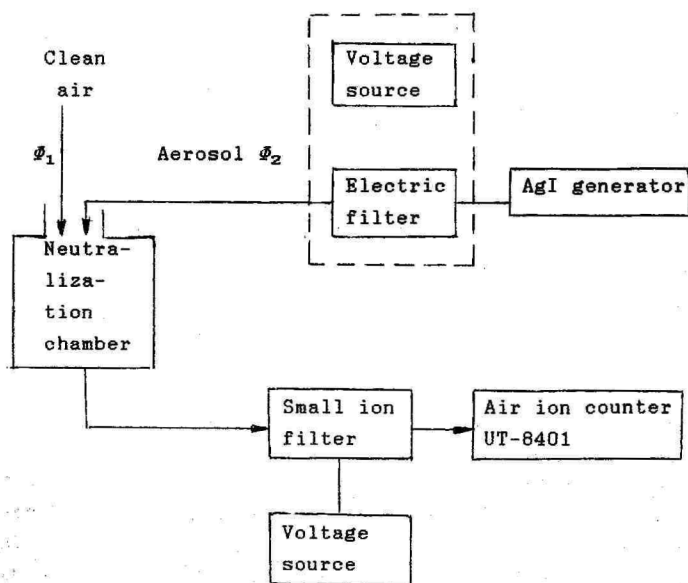 Clean
air
Φ₁
Aerosol Φ₂
Voltage
source
Electric
filter
AgI generator
Neutra-
liza-
tion
chamber
Small ion
filter
Air ion counter
UT-8401
Voltage
source